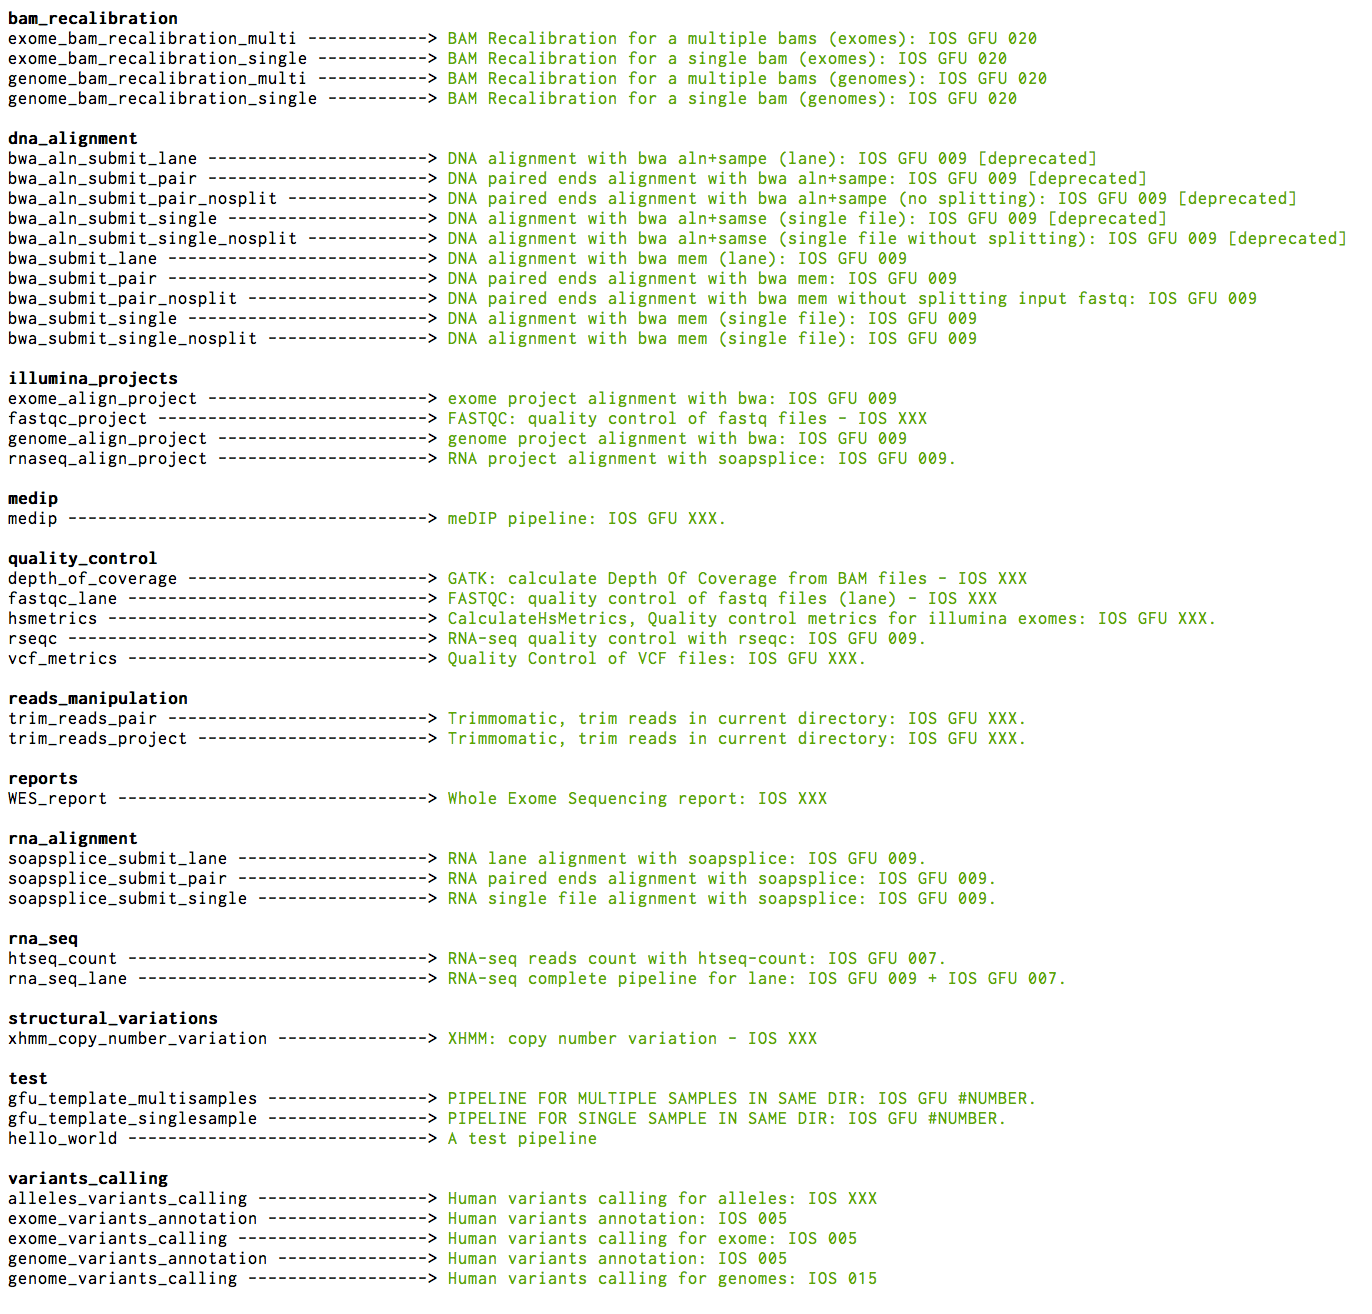 bam_recalibration
exome_bam_recalibration_multi ------------> BAM Recalibration for a multiple bams (exomes): IOS GFU 020
exome_bam_recalibration_single -----------> BAM Recalibration for a single bam (exomes): IOS GFU 020
genome_bam_recalibration_multi -----------> BAM Recalibration for a multiple bams (genomes): IOS GFU 020
genome_bam_recalibration_single ----------> BAM Recalibration for a single bam (genomes): IOS GFU 020

dna_alignment
bwa_aln_submit_lane ----------------------> DNA alignment with bwa aln+sampe (lane): IOS GFU 009 [deprecated]
bwa_aln_submit_pair ----------------------> DNA paired ends alignment with bwa aln+sampe: IOS GFU 009 [deprecated]
bwa_aln_submit_pair_nosplit --------------> DNA paired ends alignment with bwa aln+sampe (no splitting): IOS GFU 009 [deprecated]
bwa_aln_submit_single --------------------> DNA alignment with bwa aln+samse (single file): IOS GFU 009 [deprecated]
bwa_aln_submit_single_nosplit ------------> DNA alignment with bwa aln+samse (single file without splitting): IOS GFU 009 [deprecated]
bwa_submit_lane --------------------------> DNA alignment with bwa mem (lane): IOS GFU 009
bwa_submit_pair --------------------------> DNA paired ends alignment with bwa mem: IOS GFU 009
bwa_submit_pair_nosplit ------------------> DNA paired ends alignment with bwa mem without splitting input fastq: IOS GFU 009
bwa_submit_single ------------------------> DNA alignment with bwa mem (single file): IOS GFU 009
bwa_submit_single_nosplit ----------------> DNA alignment with bwa mem (single file): IOS GFU 009

illumina_projects
exome_align_project ----------------------> exome project alignment with bwa: IOS GFU 009
fastqc_project ---------------------------> FASTQC: quality control of fastq files - IOS XXX
genome_align_project ---------------------> genome project alignment with bwa: IOS GFU 009
rnaseq_align_project ---------------------> RNA project alignment with soapsplice: IOS GFU 009.

medip
medip ------------------------------------> meDIP pipeline: IOS GFU XXX.

quality_control
depth_of_coverage ------------------------> GATK: calculate Depth Of Coverage from BAM files - IOS XXX
fastqc_lane ------------------------------> FASTQC: quality control of fastq files (lane) - IOS XXX
hsmetrics --------------------------------> CalculateHsMetrics, Quality control metrics for illumina exomes: IOS GFU XXX.
rseqc ------------------------------------> RNA-seq quality control with rseqc: IOS GFU 009.
vcf_metrics ------------------------------> Quality Control of VCF files: IOS GFU XXX.

reads_manipulation
trim_reads_pair --------------------------> Trimmomatic, trim reads in current directory: IOS GFU XXX.
trim_reads_project -----------------------> Trimmomatic, trim reads in current directory: IOS GFU XXX.

reports
WES_report -------------------------------> Whole Exome Sequencing report: IOS XXX

rna_alignment
soapsplice_submit_lane -------------------> RNA lane alignment with soapsplice: IOS GFU 009.
soapsplice_submit_pair -------------------> RNA paired ends alignment with soapsplice: IOS GFU 009.
soapsplice_submit_single -----------------> RNA single file alignment with soapsplice: IOS GFU 009.

rna_seq
htseq_count ------------------------------> RNA-seq reads count with htseq-count: IOS GFU 007.
rna_seq_lane -----------------------------> RNA-seq complete pipeline for lane: IOS GFU 009 + IOS GFU 007.

structural_variations
xhmm_copy_number_variation ---------------> XHMM: copy number variation - IOS XXX

test
gfu_template_multisamples ----------------> PIPELINE FOR MULTIPLE SAMPLES IN SAME DIR: IOS GFU #NUMBER.
gfu_template_singlesample ----------------> PIPELINE FOR SINGLE SAMPLE IN SAME DIR: IOS GFU #NUMBER.
hello_world ------------------------------> A test pipeline

variants_calling
alleles_variants_calling -----------------> Human variants calling for alleles: IOS XXX
exome_variants_annotation ----------------> Human variants annotation: IOS 005
exome_variants_calling -------------------> Human variants calling for exome: IOS 005
genome_variants_annotation ---------------> Human variants annotation: IOS 005
genome_variants_calling ------------------> Human variants calling for genomes: IOS 015